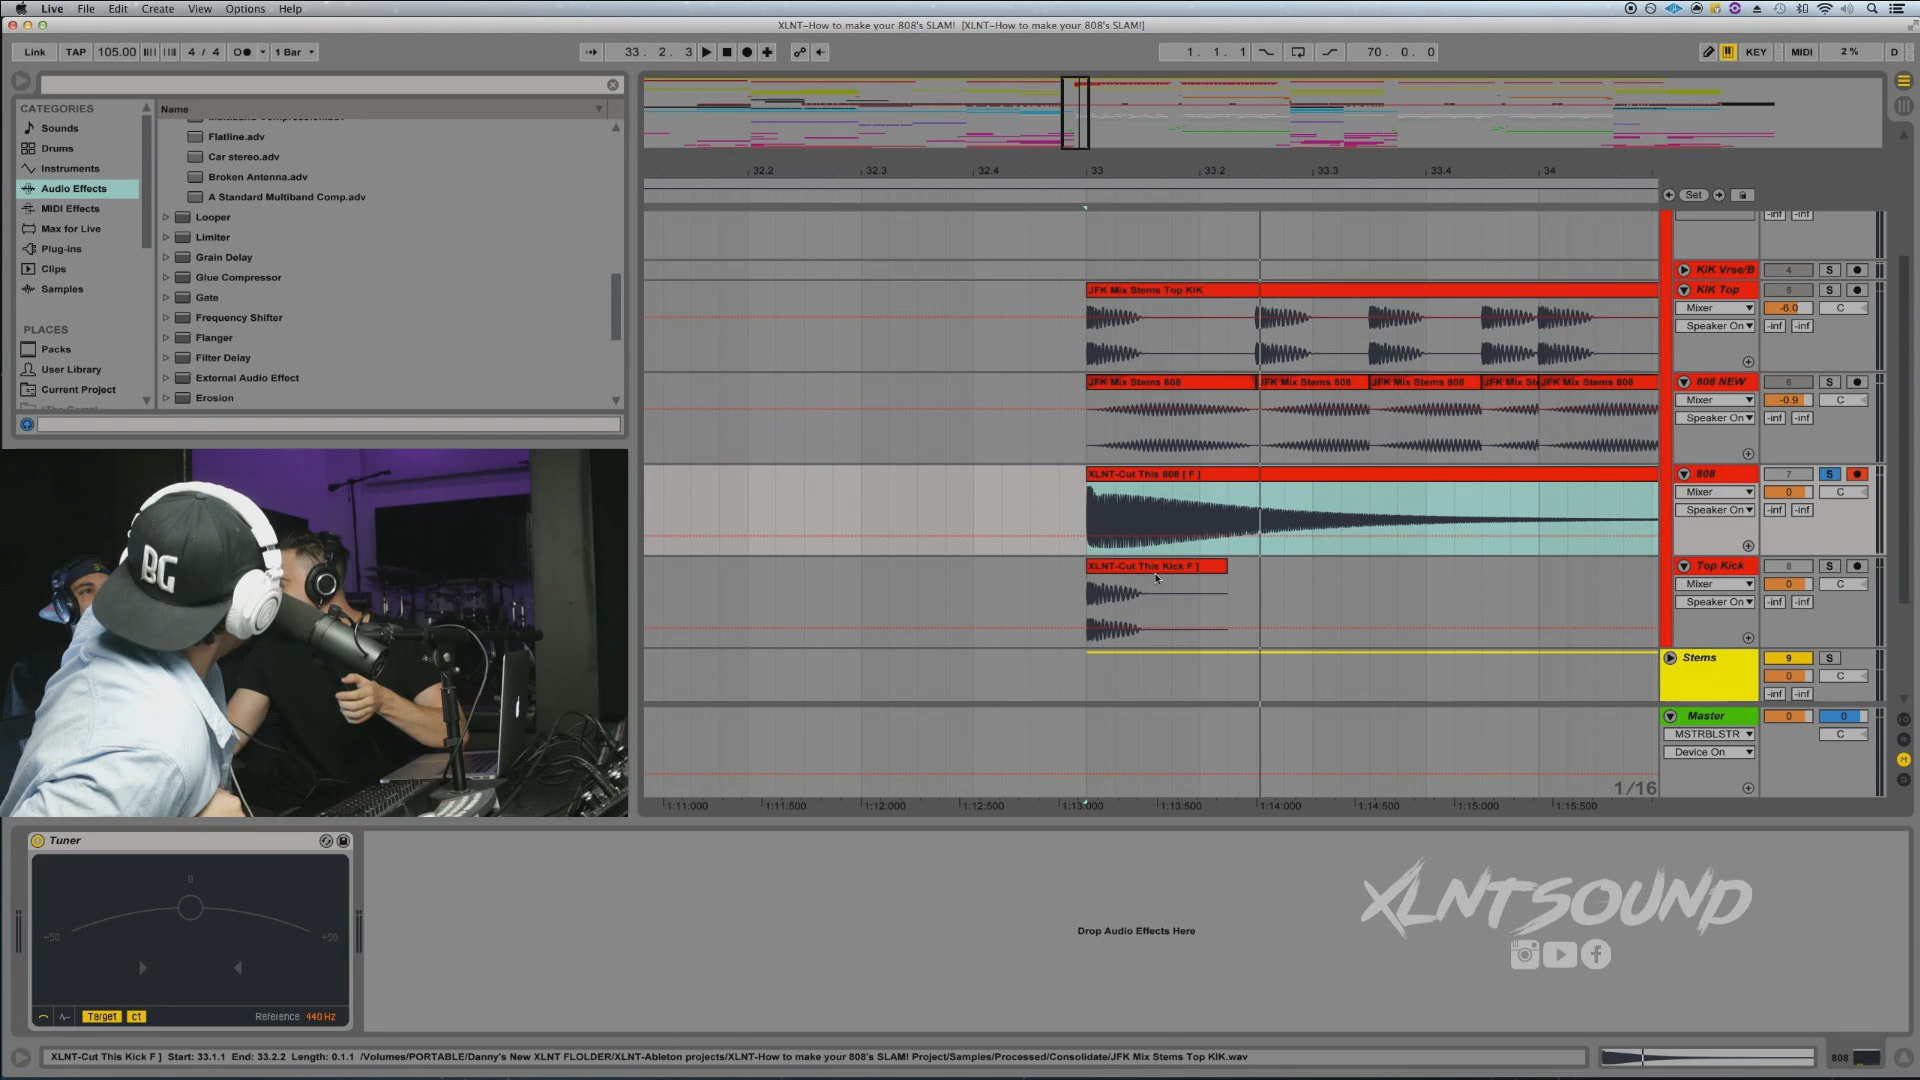 Live File Edit Create View Options Help
XLNT-How to make your 808's SLAM! [XLNT-How to make your 808's SLAM!]
Link TAP 105.00 4 / 4 1 Bar 33. 2. 3 1. 1. 1 70. 0. 0 KEY MIDI 2 % D
CATEGORIES
Sounds
Drums
Instruments
Audio Effects
MIDI Effects
Max for Live
Plug-ins
Clips
Samples
PLACES
Packs
User Library
Current Project
Name
Flatline.adv
Car stereo.adv
Broken Antenna.adv
A Standard Multiband Comp.adv
Looper
Limiter
Grain Delay
Glue Compressor
Gate
Frequency Shifter
Flanger
Filter Delay
External Audio Effect
Erosion
32.2 32.3 32.4 33 33.2 33.3 33.4 34
Set
-inf -inf
KIK Vrse/B 4 S
JFK Mix Stems Top KIK
KIK Top 5 S
Mixer -6.0 C
Speaker On -inf -inf
JFK Mix Stems 808 JFK Mix Stems 808 JFK Mix Stems 808 JFK Mix Ste JFK Mix Stems 808
808 NEW 6 S
Mixer -0.9 C
Speaker On -inf -inf
XLNT-Cut This 808 [ F ]
808 7 S
Mixer 0 C
Speaker On -inf -inf
XLNT-Cut This Kick F ]
Top Kick 8 S
Mixer 0 C
Speaker On -inf -inf
Stems 9 S
0 C
-inf -inf
Master 0 0
MSTRBLSTR C
Device On
1/16
1:11:000 1:11:500 1:12:000 1:12:500 1:13:000 1:13:500 1:14:000 1:14:500 1:15:000 1:15:500
BG
Tuner
0
-50 +50
Target ct Reference 440 Hz
Drop Audio Effects Here
XLNTSOUND
XLNT-Cut This Kick F ] Start: 33.1.1 End: 33.2.2 Length: 0.1.1 /Volumes/PORTABLE/Danny's New XLNT FLOLDER/XLNT-Ableton projects/XLNT-How to make your 808's SLAM! Project/Samples/Processed/Consolidate/JFK Mix Stems Top KIK.wav
808